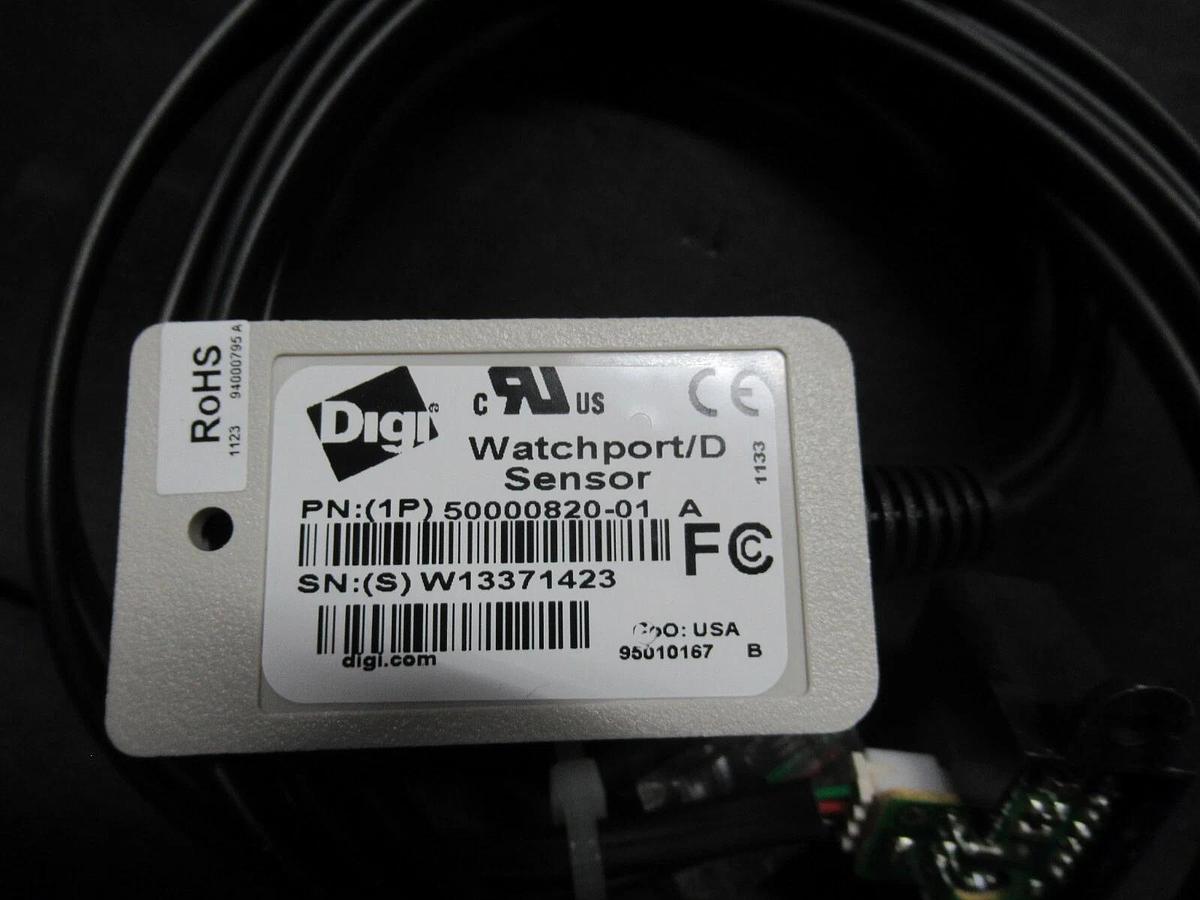 RoHS
1123 94000795 A
Digi
c RU US
CE
Watchport/D
Sensor
1133
PN:(1P) 50000820-01 A
FC
SN:(S) W13371423
digi.com
CoO: USA
95010167 B